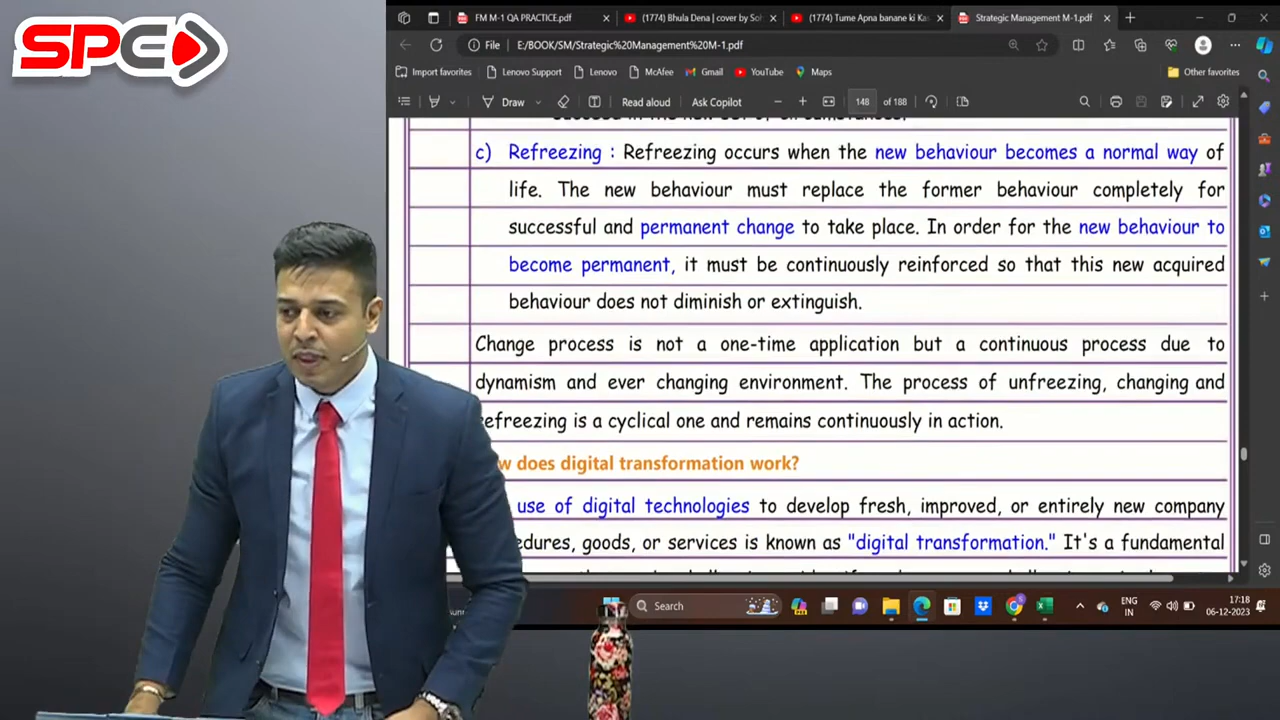 SPC
FM M-1 QA PRACTICE.pdf
(1774) Bhula Dena | cover by Soh
(1774) Tume Apna banane ki Ka
Strategic Management M-1.pdf
File
E:/BOOK/SM/Strategic%20Management%20M-1.pdf
Import favorites
Lenovo Support
Lenovo
McAfee
Gmail
YouTube
Maps
Other favorites
Draw
Read aloud
Ask Copilot
148
of 188
c) Refreezing : Refreezing occurs when the new behaviour becomes a normal way of
life. The new behaviour must replace the former behaviour completely for
successful and permanent change to take place. In order for the new behaviour to
become permanent, it must be continuously reinforced so that this new acquired
behaviour does not diminish or extinguish.
Change process is not a one-time application but a continuous process due to
dynamism and ever changing environment. The process of unfreezing, changing and
refreezing is a cyclical one and remains continuously in action.
w does digital transformation work?
use of digital technologies to develop fresh, improved, or entirely new company
edures, goods, or services is known as "digital transformation." It's a fundamental
Search
ENG
IN
17:18
06-12-2023